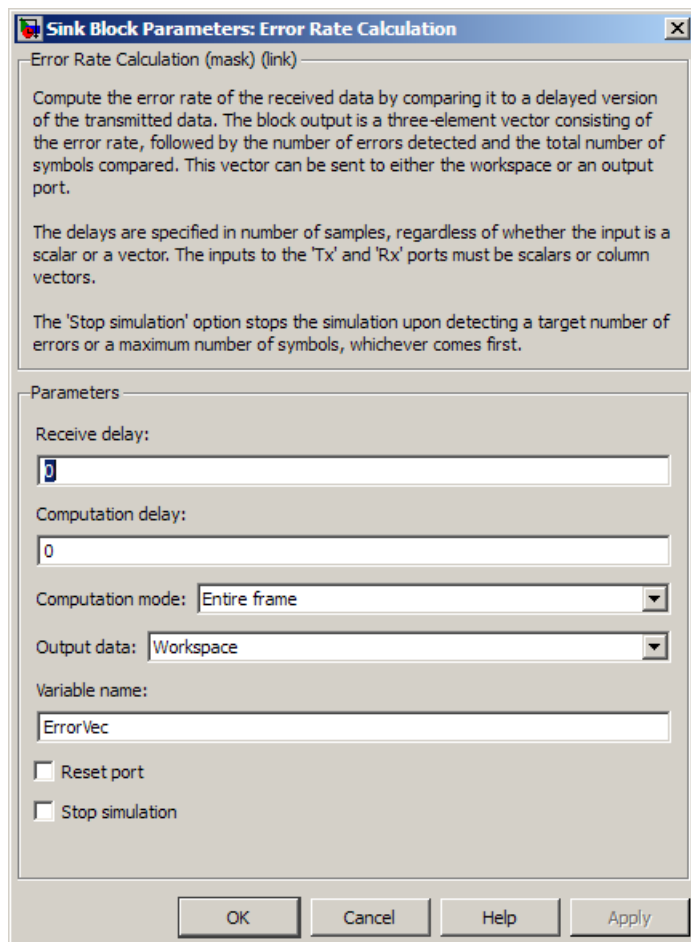 Sink Block Parameters: Error Rate Calculation
Error Rate Calculation (mask) (link)
Compute the error rate of the received data by comparing it to a delayed version
of the transmitted data. The block output is a three-element vector consisting of
the error rate, followed by the number of errors detected and the total number of
symbols compared. This vector can be sent to either the workspace or an output
port.
The delays are specified in number of samples, regardless of whether the input is a
scalar or a vector. The inputs to the 'Tx' and 'Rx' ports must be scalars or column
vectors.
The 'Stop simulation' option stops the simulation upon detecting a target number of
errors or a maximum number of symbols, whichever comes first.
Parameters
Receive delay:
0
Computation delay:
0
Computation mode: Entire frame
Output data: Workspace
Variable name:
ErrorVec
Reset port
Stop simulation
OK Cancel Help Apply